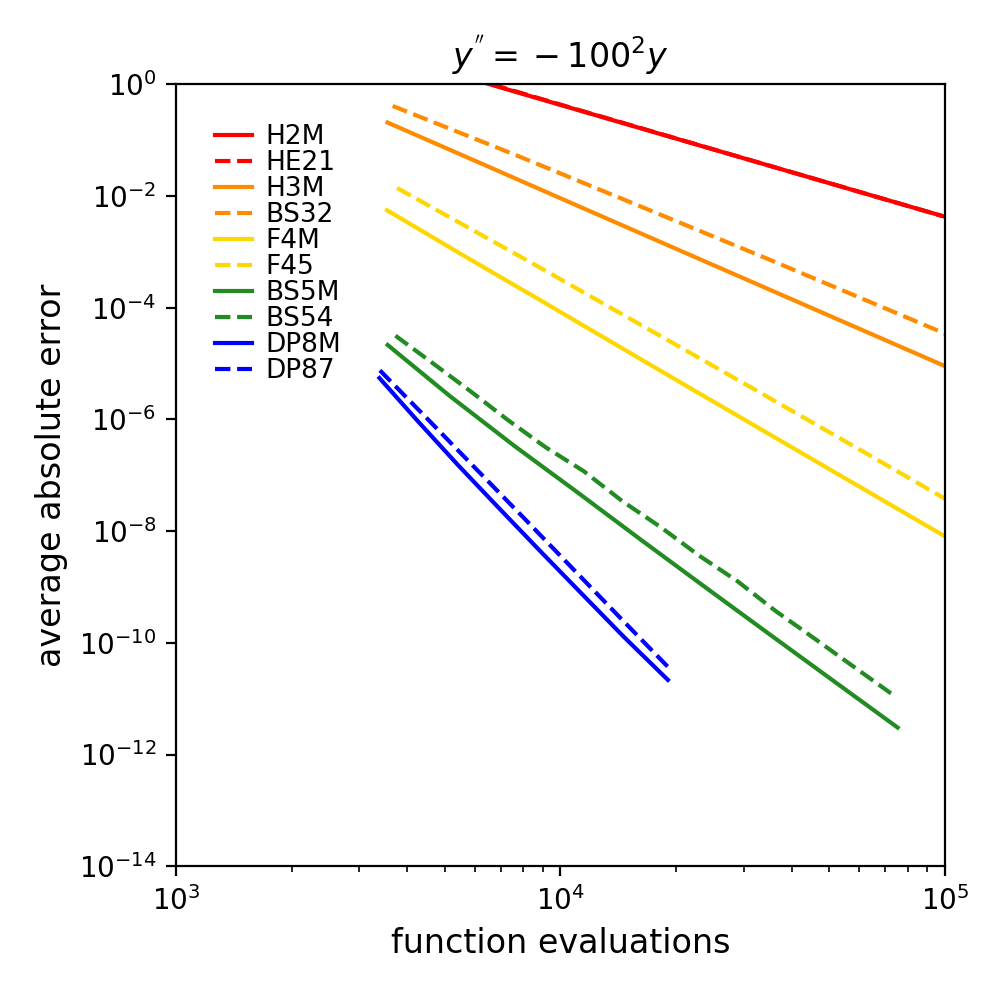 y″ = −100²y
10⁰
10⁻²
10⁻⁴
10⁻⁶
10⁻⁸
10⁻¹⁰
10⁻¹²
10⁻¹⁴
average absolute error
H2M
HE21
H3M
BS32
F4M
F45
BS5M
BS54
DP8M
DP87
10³
10⁴
10⁵
function evaluations